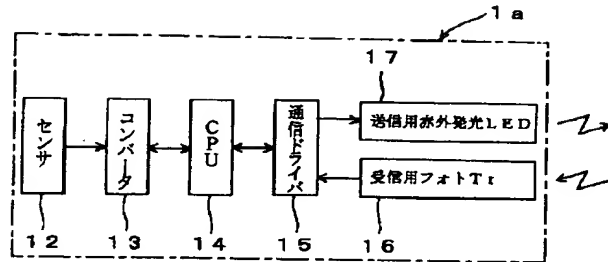 1a
17
センサ
コンバータ
CPU
通信ドライバ
送信用赤外発光LED
受信用フォトTr
12
13
14
15
16